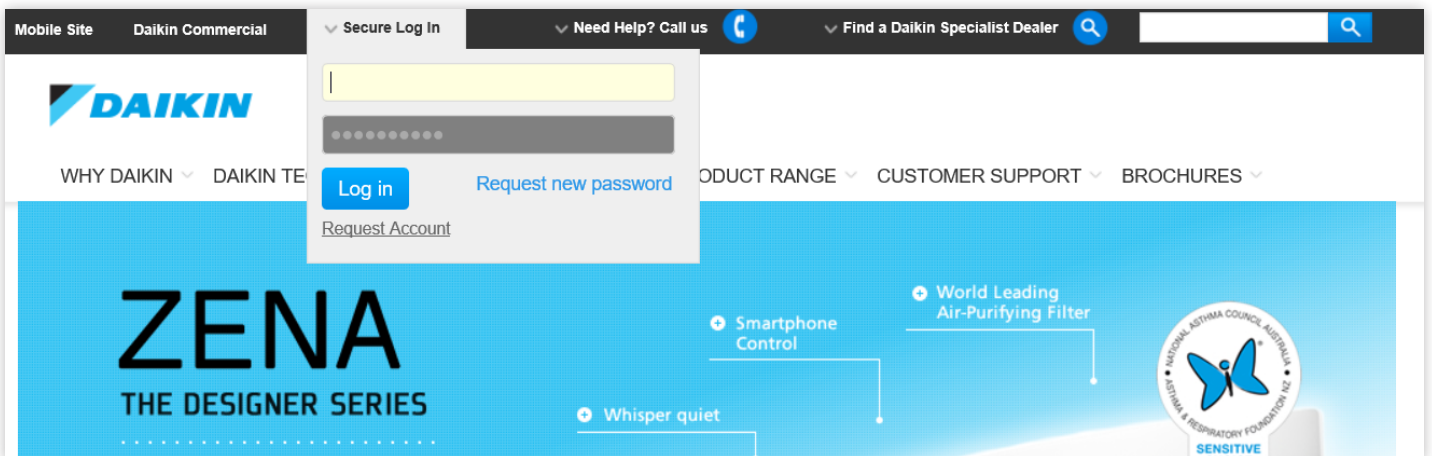 Mobile Site
Daikin Commercial
Secure Log In
Need Help? Call us
Find a Daikin Specialist Dealer
DAIKIN
Log in
Request new password
Request Account
WHY DAIKIN
DAIKIN TE
ODUCT RANGE
CUSTOMER SUPPORT
BROCHURES
ZENA
THE DESIGNER SERIES
Smartphone
Control
World Leading
Air-Purifying Filter
Whisper quiet
NATIONAL ASTHMA COUNCIL AUSTRALIA
ASTHMA & RESPIRATORY FOUNDATION NZ
SENSITIVE